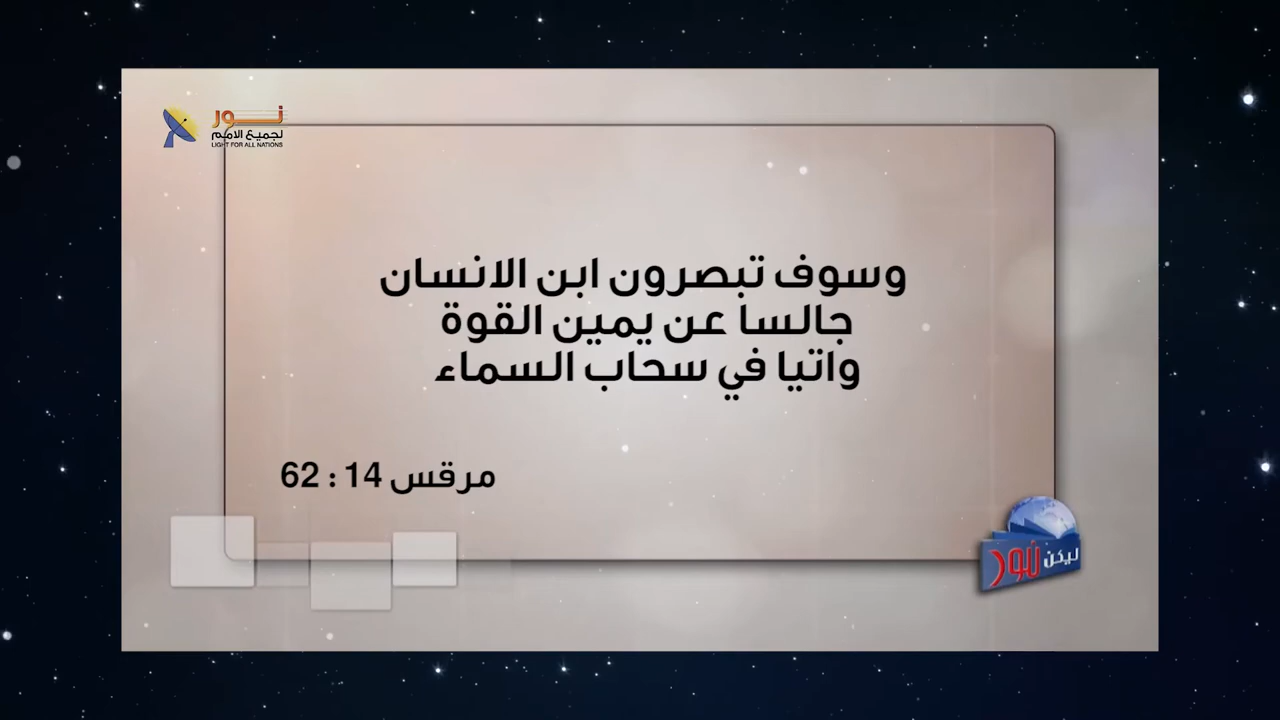 نور
لجميع الامم
LIGHT FOR ALL NATIONS
وسوف تبصرون ابن الانسان
جالسا عن يمين القوة
واتيا في سحاب السماء
مرقس 14 : 62
ليكن نور